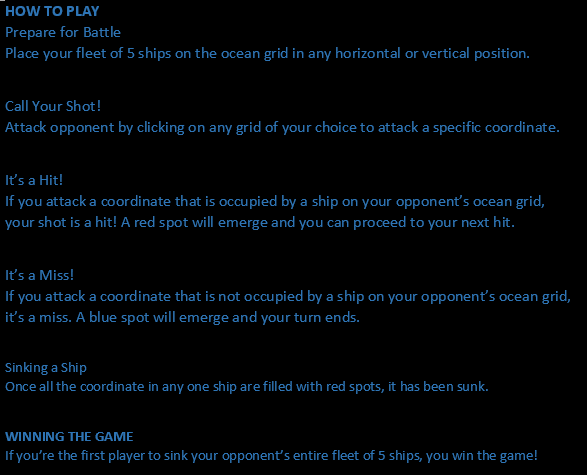 HOW TO PLAY
Prepare for Battle
Place your fleet of 5 ships on the ocean grid in any horizontal or vertical position.
Call Your Shot!
Attack opponent by clicking on any grid of your choice to attack a specific coordinate.
It’s a Hit!
If you attack a coordinate that is occupied by a ship on your opponent’s ocean grid,
your shot is a hit! A red spot will emerge and you can proceed to your next hit.
It’s a Miss!
If you attack a coordinate that is not occupied by a ship on your opponent’s ocean grid,
it’s a miss. A blue spot will emerge and your turn ends.
Sinking a Ship
Once all the coordinate in any one ship are filled with red spots, it has been sunk.
WINNING THE GAME
If you’re the first player to sink your opponent’s entire fleet of 5 ships, you win the game!